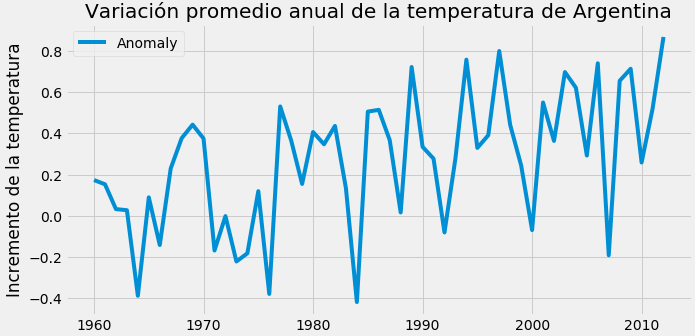 Variación promedio anual de la temperatura de Argentina
Anomaly
Incremento de la temperatura
0.8
0.6
0.4
0.2
0.0
−0.2
−0.4
1960 1970 1980 1990 2000 2010